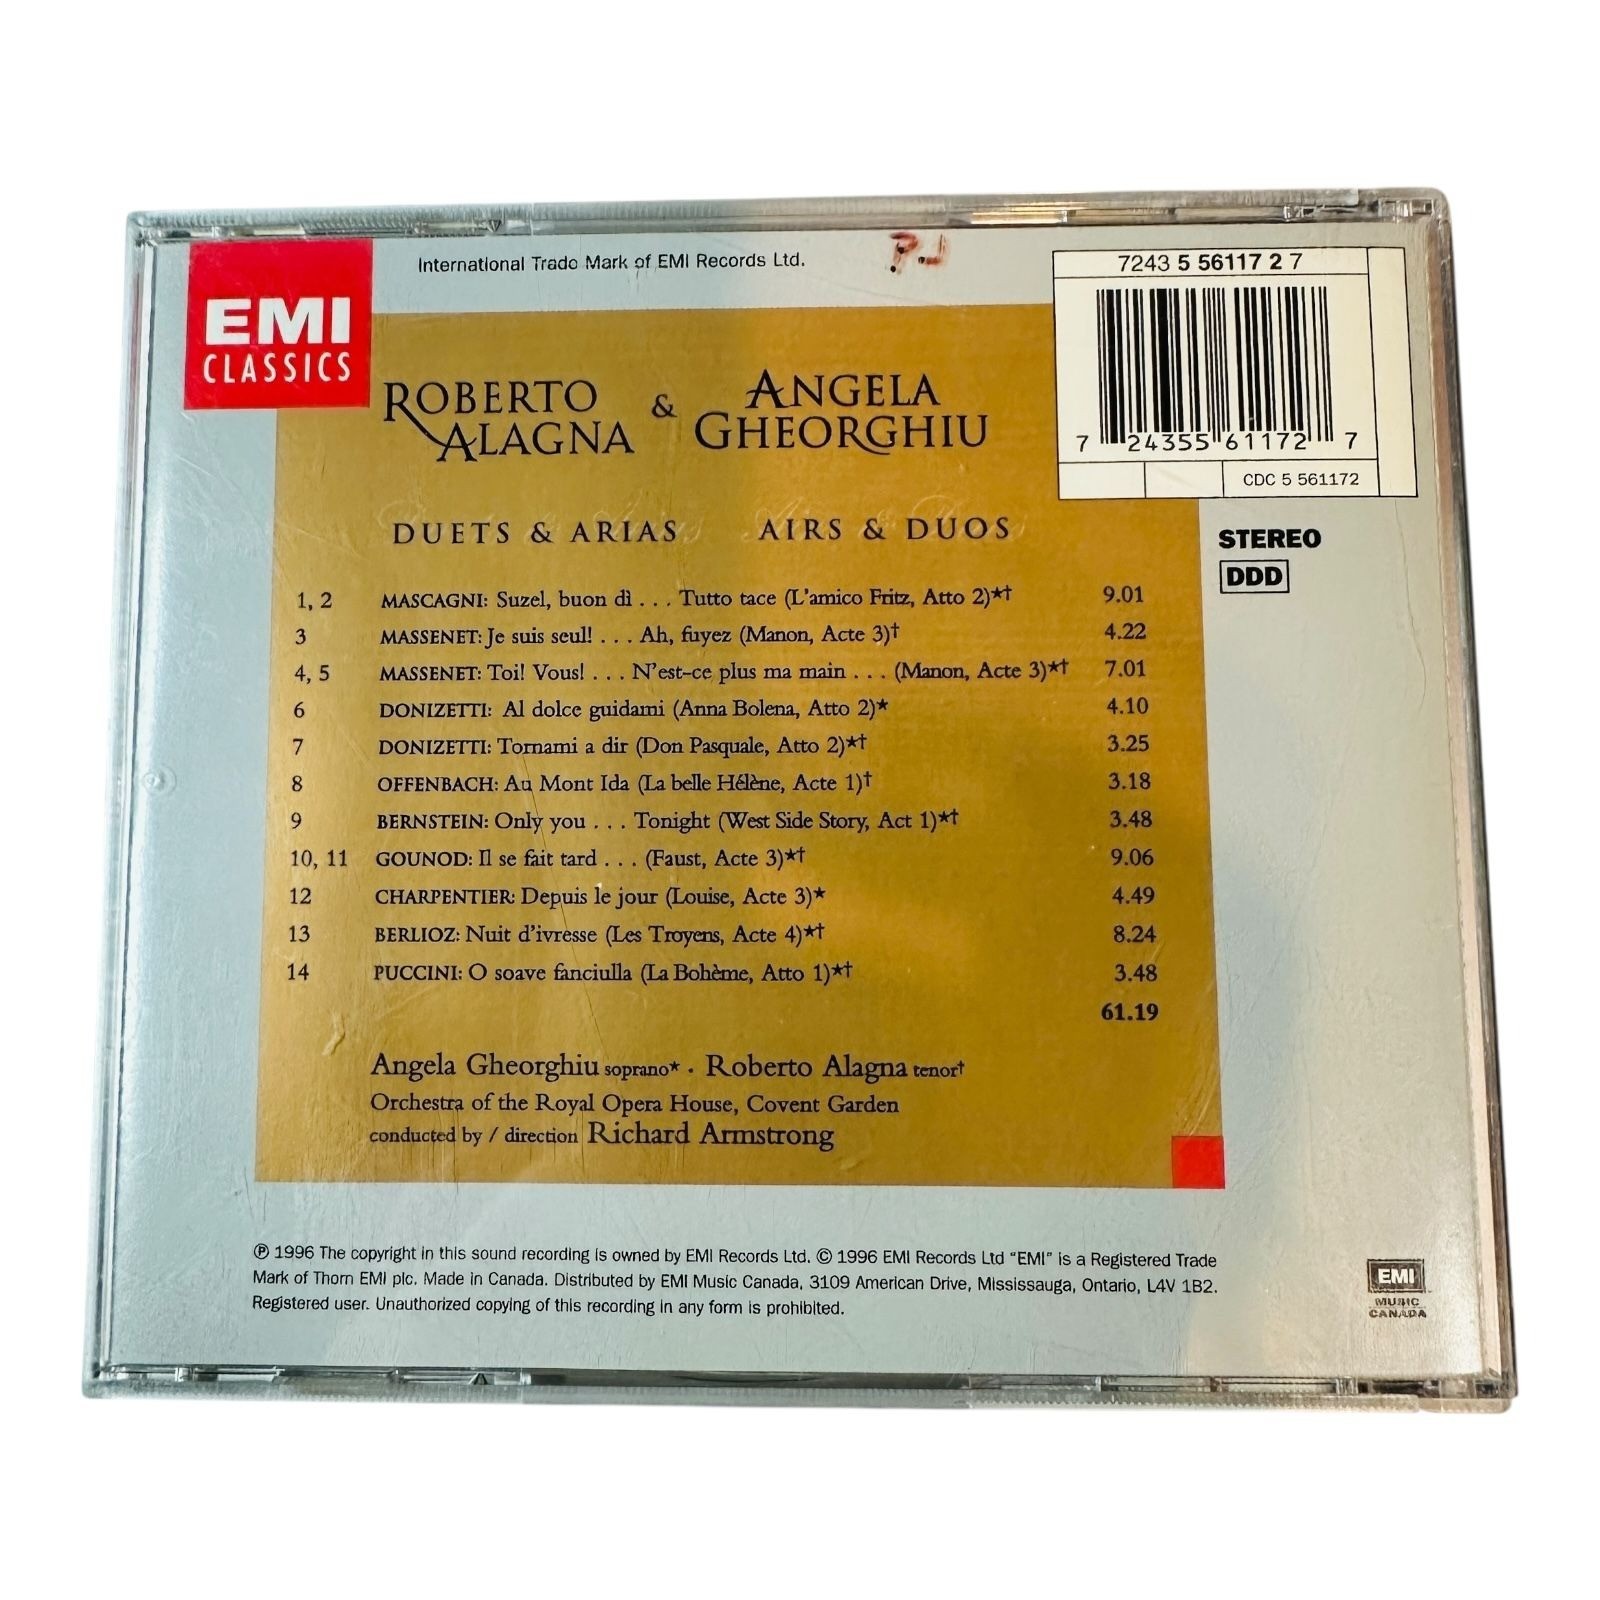 EMI
CLASSICS
International Trade Mark of EMI Records Ltd.
P.J
7243 5 56117 2 7
7 24355 61172 7
CDC 5 561172
ROBERTO ALAGNA & ANGELA GHEORGHIU
DUETS & ARIAS AIRS & DUOS
STEREO
DDD
1, 2 MASCAGNI: Suzel, buon dì . . . Tutto tace (L'amico Fritz, Atto 2)★† 9.01
3 MASSENET: Je suis seul! . . . Ah, fuyez (Manon, Acte 3)† 4.22
4, 5 MASSENET: Toi! Vous! . . . N'est-ce plus ma main . . . (Manon, Acte 3)★† 7.01
6 DONIZETTI: Al dolce guidami (Anna Bolena, Atto 2)★ 4.10
7 DONIZETTI: Tornami a dir (Don Pasquale, Atto 2)★† 3.25
8 OFFENBACH: Au Mont Ida (La belle Hélène, Acte 1)† 3.18
9 BERNSTEIN: Only you . . . Tonight (West Side Story, Act 1)★† 3.48
10, 11 GOUNOD: Il se fait tard . . . (Faust, Acte 3)★† 9.06
12 CHARPENTIER: Depuis le jour (Louise, Acte 3)★ 4.49
13 BERLIOZ: Nuit d'ivresse (Les Troyens, Acte 4)★† 8.24
14 PUCCINI: O soave fanciulla (La Bohème, Atto 1)★† 3.48
61.19
Angela Gheorghiu soprano★ · Roberto Alagna tenor†
Orchestra of the Royal Opera House, Covent Garden
conducted by / direction Richard Armstrong
℗ 1996 The copyright in this sound recording is owned by EMI Records Ltd. © 1996 EMI Records Ltd "EMI" is a Registered Trade
Mark of Thorn EMI plc. Made in Canada. Distributed by EMI Music Canada, 3109 American Drive, Mississauga, Ontario, L4V 1B2.
Registered user. Unauthorized copying of this recording in any form is prohibited.
EMI
MUSIC
CANADA